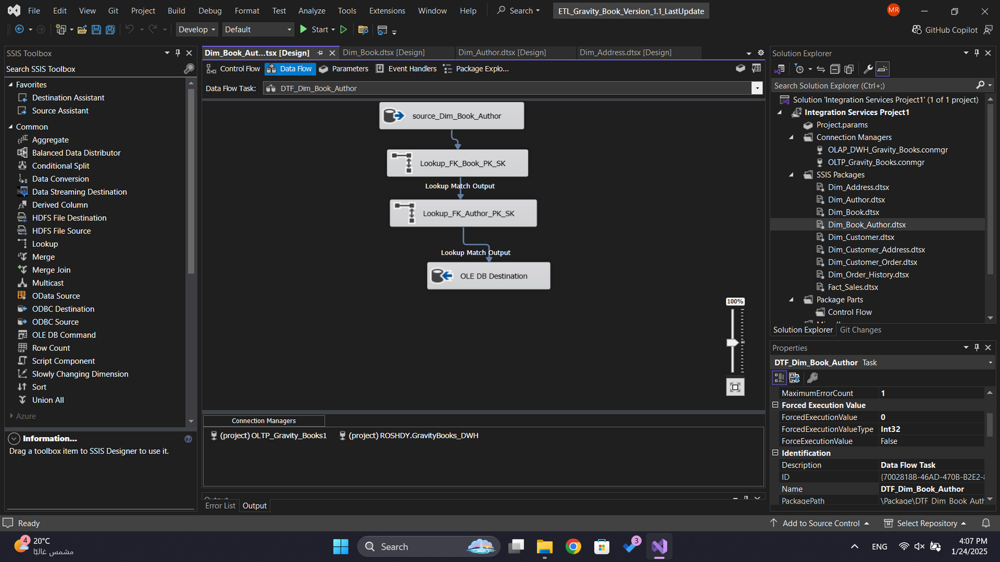 File Edit View Git Project Build Debug Format Test Analyze Tools Extensions Window Help Search ETL_Gravity_Book_Version_1.1_LastUpdate MR
Develop Default Start GitHub Copilot
SSIS Toolbox
Search SSIS Toolbox
Favorites
Destination Assistant
Source Assistant
Common
Aggregate
Balanced Data Distributor
Conditional Split
Data Conversion
Data Streaming Destination
Derived Column
HDFS File Destination
HDFS File Source
Lookup
Merge
Merge Join
Multicast
OData Source
ODBC Destination
ODBC Source
OLE DB Command
Row Count
Script Component
Slowly Changing Dimension
Sort
Union All
Azure
Information...
Drag a toolbox item to SSIS Designer to use it.
Dim_Book_Aut...tsx [Design] Dim_Book.dtsx [Design] Dim_Author.dtsx [Design] Dim_Address.dtsx [Design]
Control Flow Data Flow Parameters Event Handlers Package Explo...
Data Flow Task: DTF_Dim_Book_Author
source_Dim_Book_Author
Lookup_FK_Book_PK_SK
Lookup Match Output
Lookup_FK_Author_PK_SK
Lookup Match Output
OLE DB Destination
100%
Connection Managers
(project) OLTP_Gravity_Books1 (project) ROSHDY.GravityBooks_DWH
Output
Error List Output
Solution Explorer
Search Solution Explorer (Ctrl+;)
Solution 'Integration Services Project1' (1 of 1 project)
Integration Services Project1
Project.params
Connection Managers
OLAP_DWH_Gravity_Books.conmgr
OLTP_Gravity_Books.conmgr
SSIS Packages
Dim_Address.dtsx
Dim_Author.dtsx
Dim_Book.dtsx
Dim_Book_Author.dtsx
Dim_Customer.dtsx
Dim_Customer_Address.dtsx
Dim_Customer_Order.dtsx
Dim_Order_History.dtsx
Fact_Sales.dtsx
Package Parts
Control Flow
Solution Explorer Git Changes
Properties
DTF_Dim_Book_Author Task
MaximumErrorCount 1
Forced Execution Value
ForcedExecutionValue 0
ForcedExecutionValueType Int32
ForceExecutionValue False
Identification
Description Data Flow Task
ID {7002818B-46AD-470B-B2E2-
Name DTF_Dim_Book_Author
PackagePath \Package\DTF_Dim_Book_Auth
Ready Add to Source Control Select Repository
4 20°C
مشمس غالبًا
Search 3 ENG 4:07 PM
1/24/2025